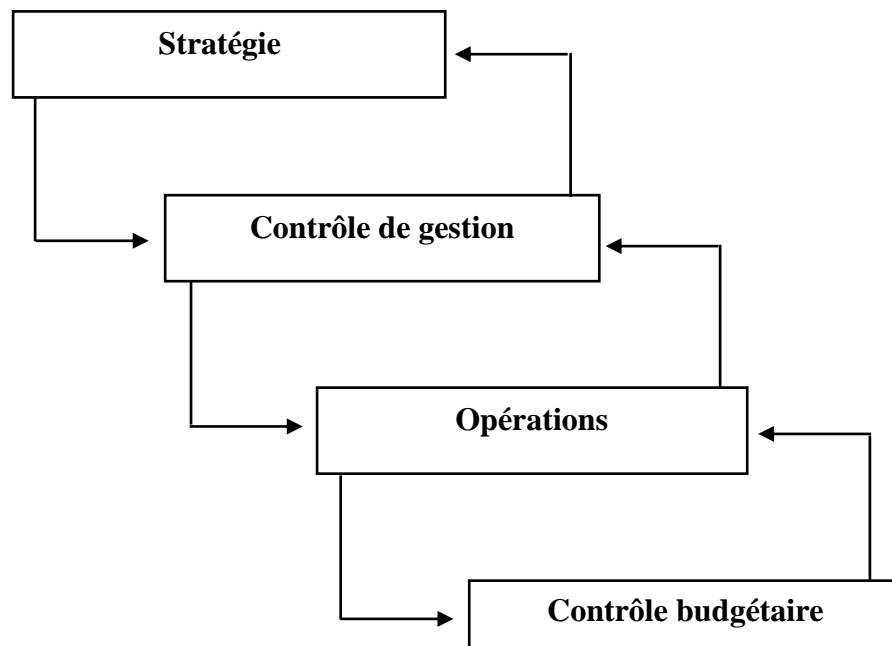 Stratégie
Contrôle de gestion
Opérations
Contrôle budgétaire